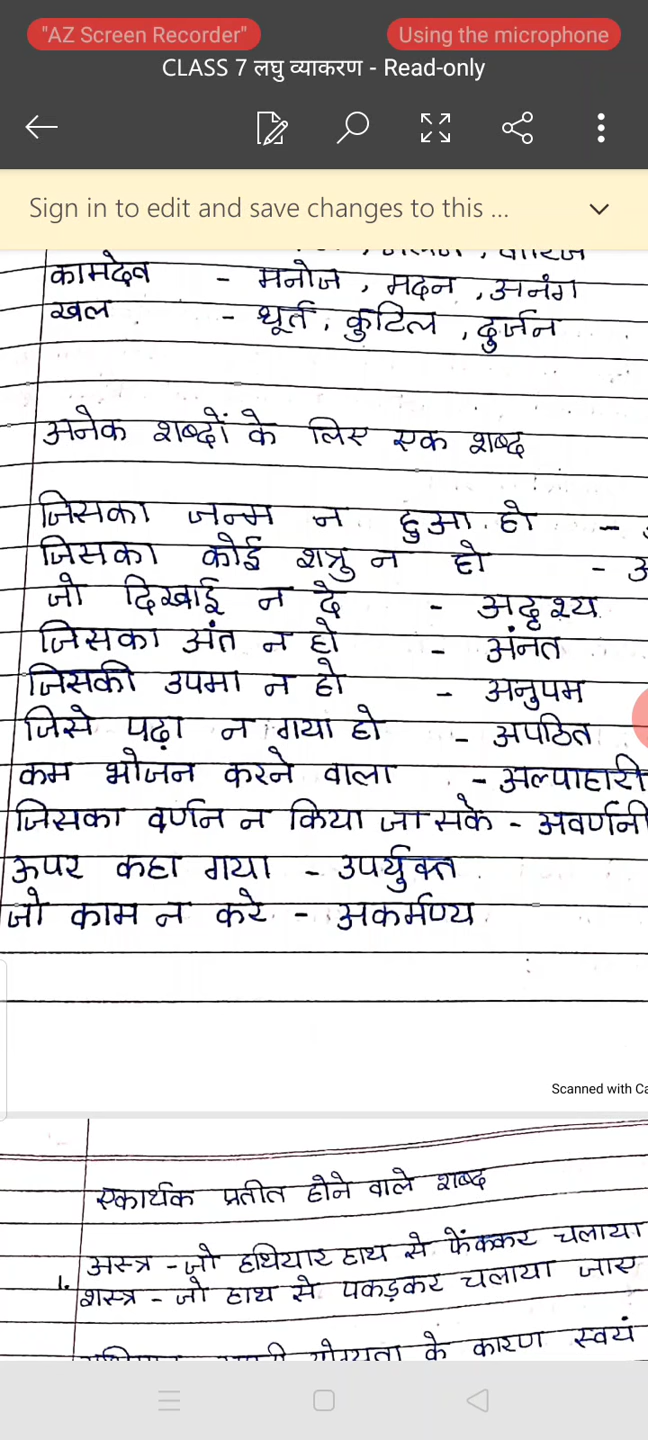 "AZ Screen Recorder" Using the microphone
CLASS 7 लघु व्याकरण - Read-only
Sign in to edit and save changes to this ...
कामदेव - मनोज, मदन, अनंग
खल - धूर्त, कुटिल, दुर्जन
अनेक शब्दों के लिए एक शब्द
जिसका जन्म न हुआ हो -
जिसका कोई शत्रु न हो - अ
जो दिखाई न दे - अदृश्य
जिसका अंत न हो - अंनत
जिसकी उपमा न हो - अनुपम
जिसे पढ़ा न गया हो - अपठित
कम भोजन करने वाला - अल्पाहारी
जिसका वर्णन न किया जा सके - अवर्णनी
ऊपर कहा गया - उपर्युक्त
जो काम न करे - अकर्मण्य
Scanned with Ca
एकार्थक प्रतीत होने वाले शब्द
1. अस्त्र - जो हथियार हाथ से फेंककर चलाया
शस्त्र - जो हाथ से पकड़कर चलाया जाए
योग्यता के कारण स्वयं